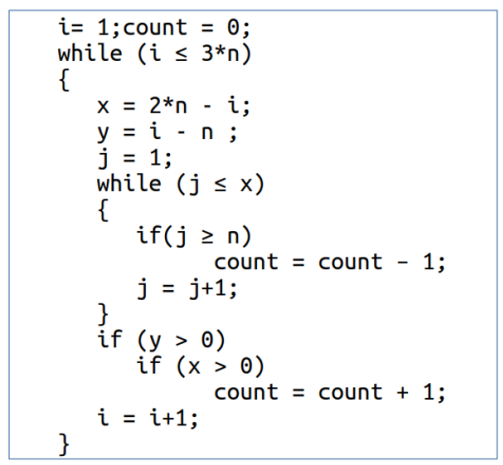 i= 1;count = 0;
while (i ≤ 3*n)
{
x = 2*n - i;
y = i - n ;
j = 1;
while (j ≤ x)
{
if(j ≥ n)
count = count - 1;
j = j+1;
}
if (y > 0)
if (x > 0)
count = count + 1;
i = i+1;
}